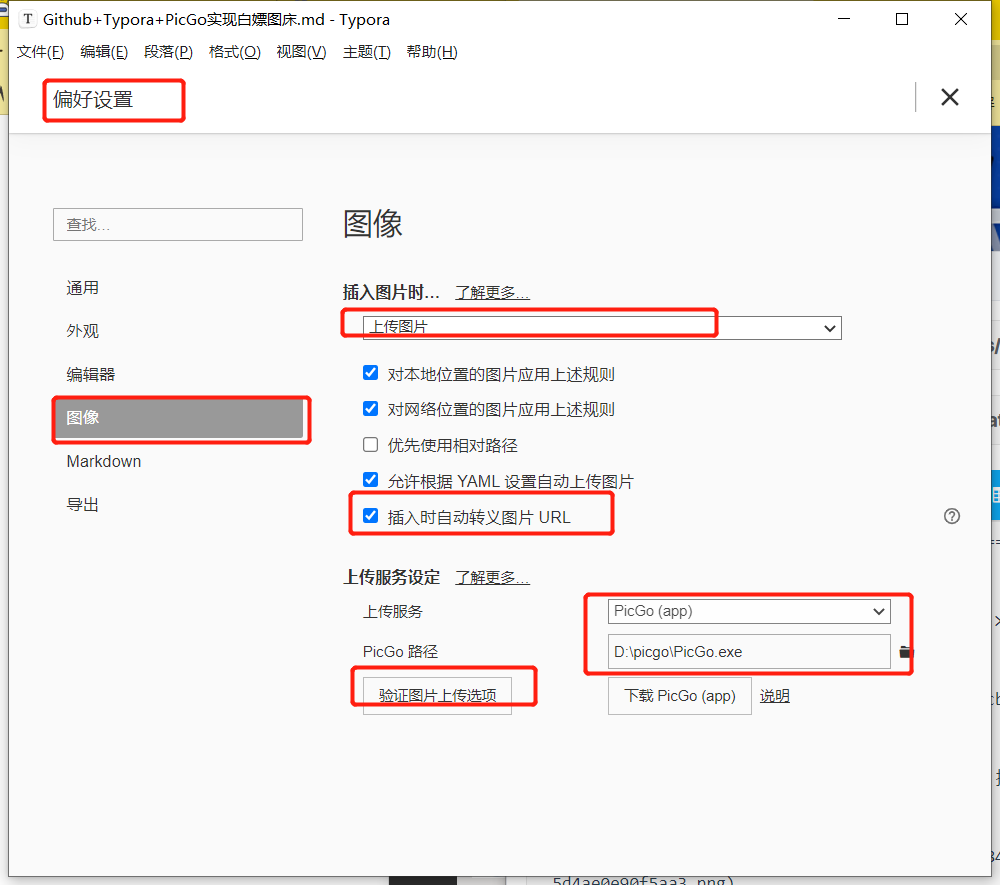 Github+Typora+PicGo实现白嫖图床.md - Typora
文件(F) 编辑(E) 段落(P) 格式(O) 视图(V) 主题(T) 帮助(H)
偏好设置
查找...
图像
通用
外观
编辑器
图像
Markdown
导出
插入图片时... 了解更多...
上传图片
对本地位置的图片应用上述规则
对网络位置的图片应用上述规则
优先使用相对路径
允许根据 YAML 设置自动上传图片
插入时自动转义图片 URL
上传服务设定 了解更多...
上传服务 PicGo (app)
PicGo 路径 D:\picgo\PicGo.exe
验证图片上传选项 下载 PicGo (app) 说明
5d4ae0e90f5aa3.png)